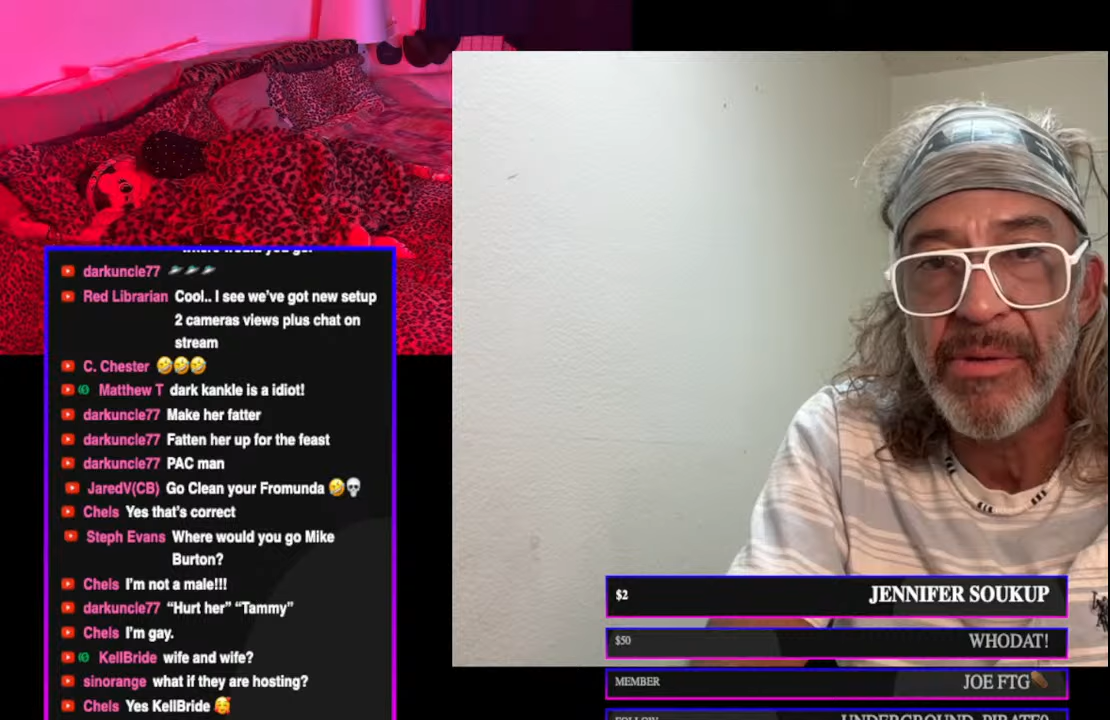 darkuncle77
Red Librarian Cool.. I see we've got new setup
2 cameras views plus chat on
stream
C. Chester 🤣🤣🤣
Matthew T dark kankle is a idiot!
darkuncle77 Make her fatter
darkuncle77 Fatten her up for the feast
darkuncle77 PAC man
JaredV(CB) Go Clean your Fromunda 🤣💀
Chels Yes that's correct
Steph Evans Where would you go Mike
Burton?
Chels I'm not a male!!!
darkuncle77 “Hurt her” “Tammy”
Chels I'm gay.
KellBride wife and wife?
sinorange what if they are hosting?
Chels Yes KellBride 🥰
$2 JENNIFER SOUKUP
$50 WHODAT!
MEMBER JOE FTG⚰️